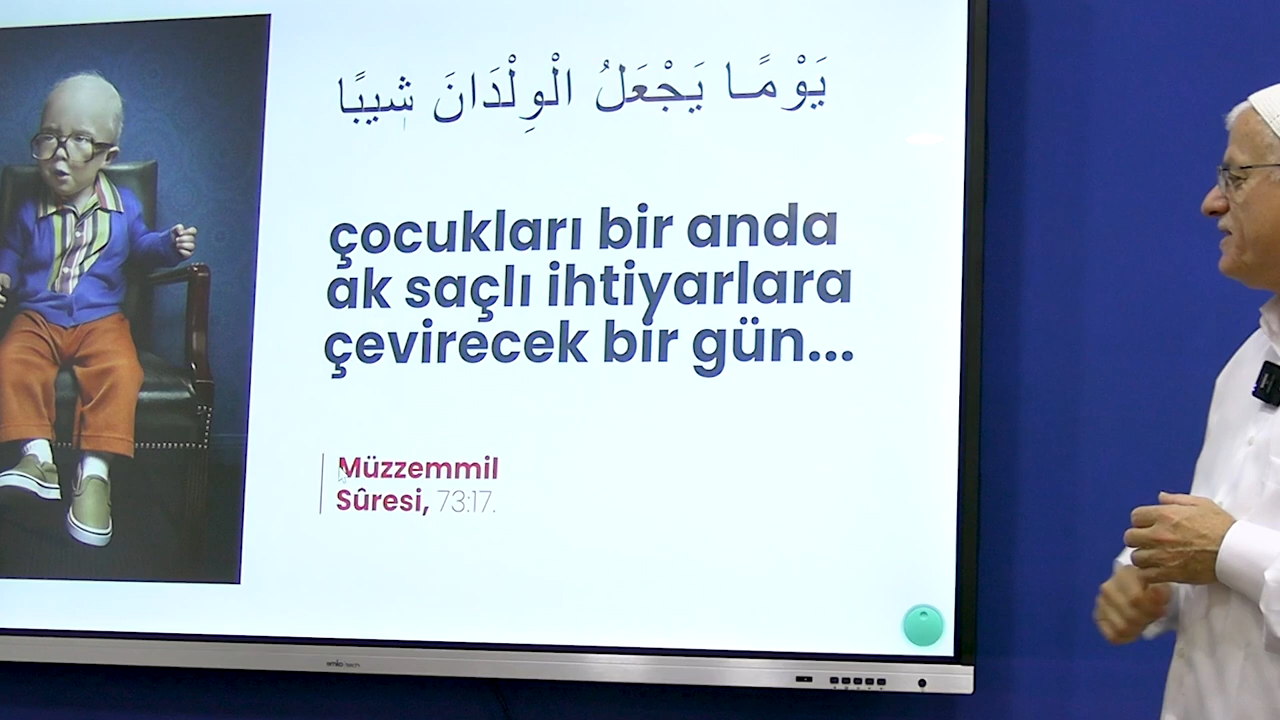 يَوْمًا يَجْعَلُ الْوِلْدَانَ شِيبًا
çocukları bir anda
ak saçlı ihtiyarlara
çevirecek bir gün...
Müzzemmil
Sûresi, 73:17.